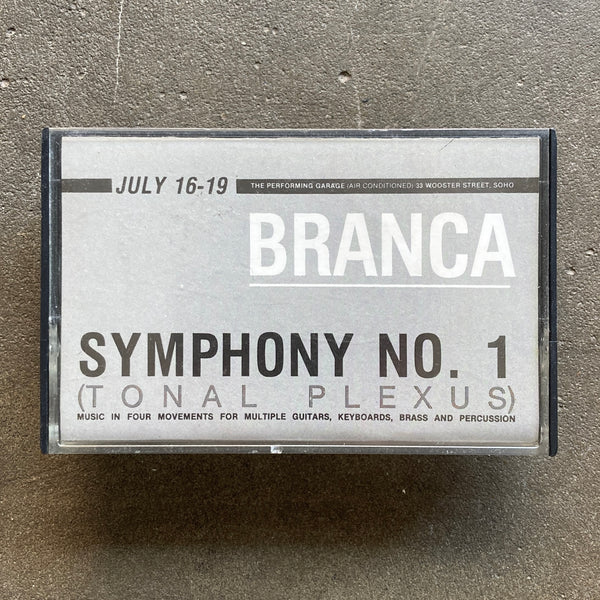 JULY 16-19 THE PERFORMING GARAGE (AIR CONDITIONED) 33 WOOSTER STREET, SOHO
BRANCA
SYMPHONY NO. 1
(TONAL PLEXUS)
MUSIC IN FOUR MOVEMENTS FOR MULTIPLE GUITARS, KEYBOARDS, BRASS AND PERCUSSION